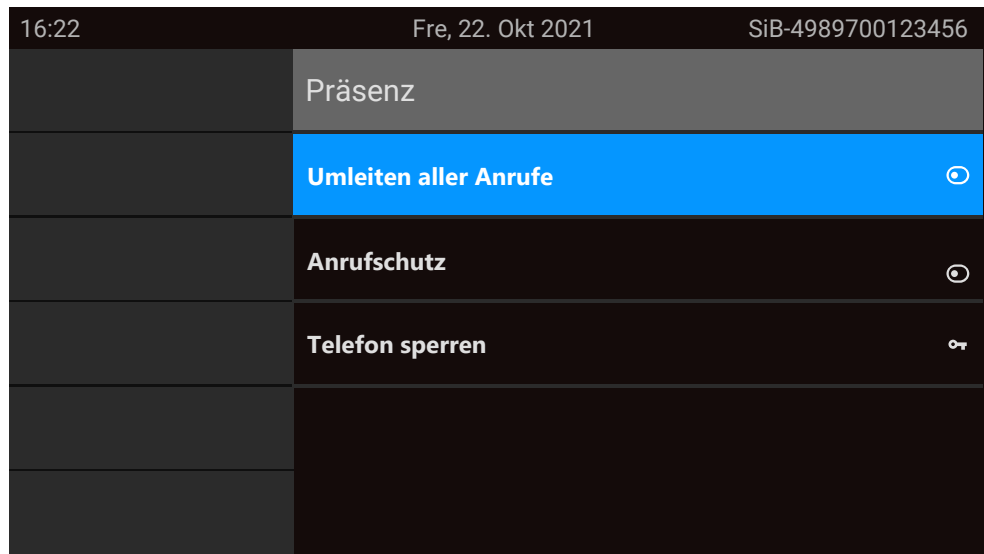 16:22 Fre, 22. Okt 2021 SiB-4989700123456
Präsenz
Umleiten aller Anrufe
Anrufschutz
Telefon sperren